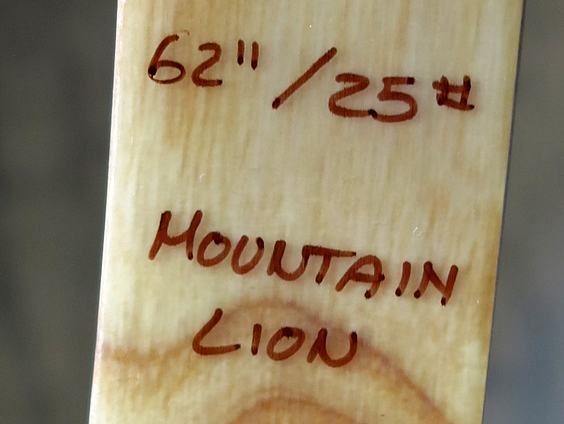 62" / 25#
MOUNTAIN
LION